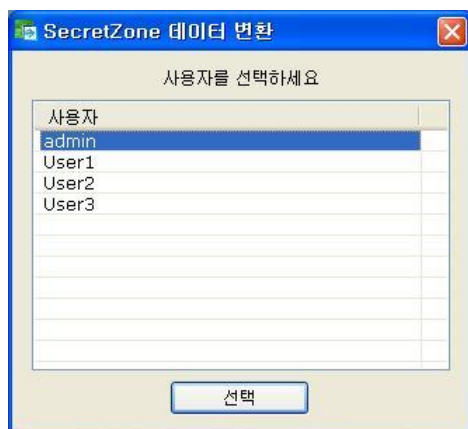 SecretZone 데이터 변환
사용자를 선택하세요
사용자
admin
User1
User2
User3
선택